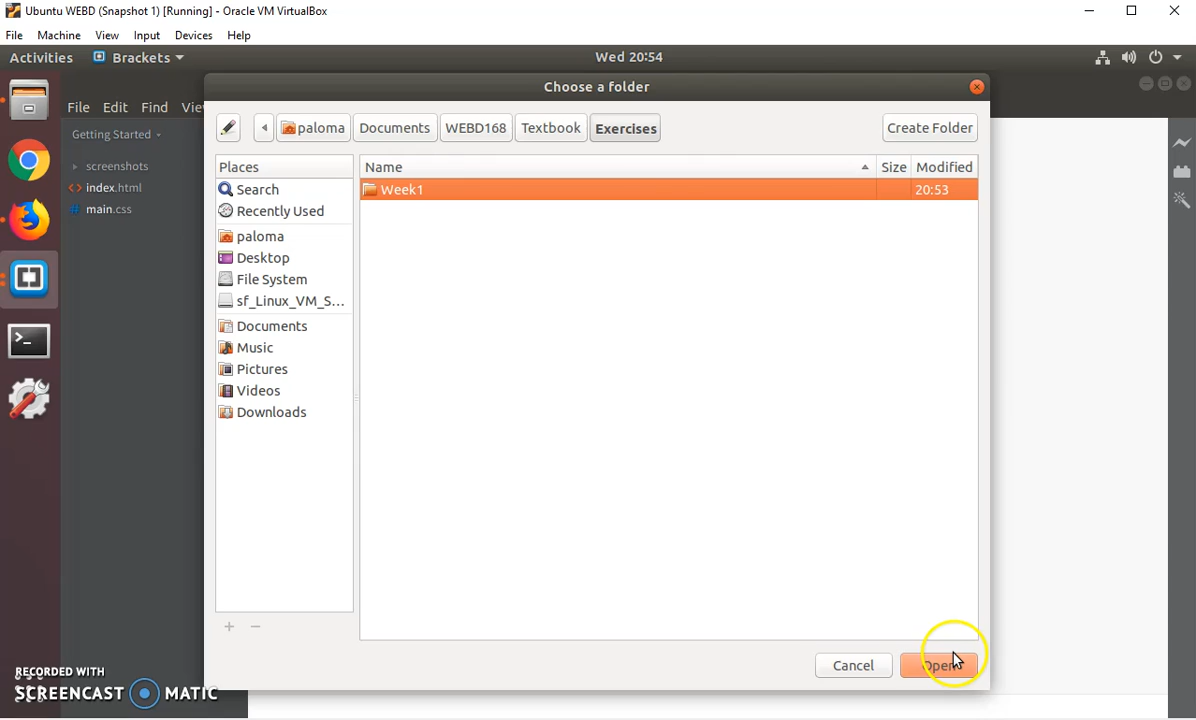 Ubuntu WEBD (Snapshot 1) [Running] - Oracle VM VirtualBox
File Machine View Input Devices Help
Activities Brackets Wed 20:54
Choose a folder
File Edit Find
Getting Started
screenshots
index.html
main.css
paloma Documents WEBD168 Textbook Exercises Create Folder
Places Name Size Modified
Search Week1 20:53
Recently Used
paloma
Desktop
File System
sf_Linux_VM_S...
Documents
Music
Pictures
Videos
Downloads
Cancel Open
RECORDED WITH
SCREENCAST MATIC